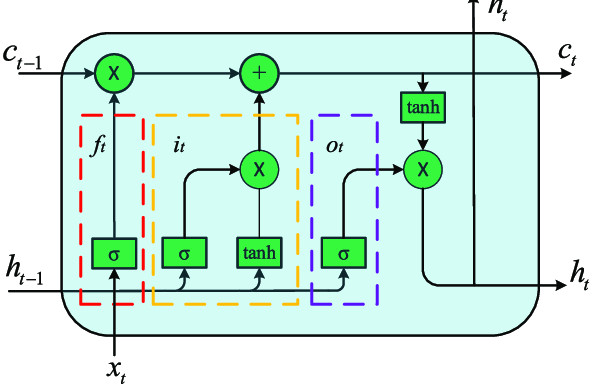 h_t
c_{t-1}
X
+
c_t
tanh
f_t
i_t
o_t
X
X
σ
σ
tanh
σ
h_{t-1}
h_t
x_t